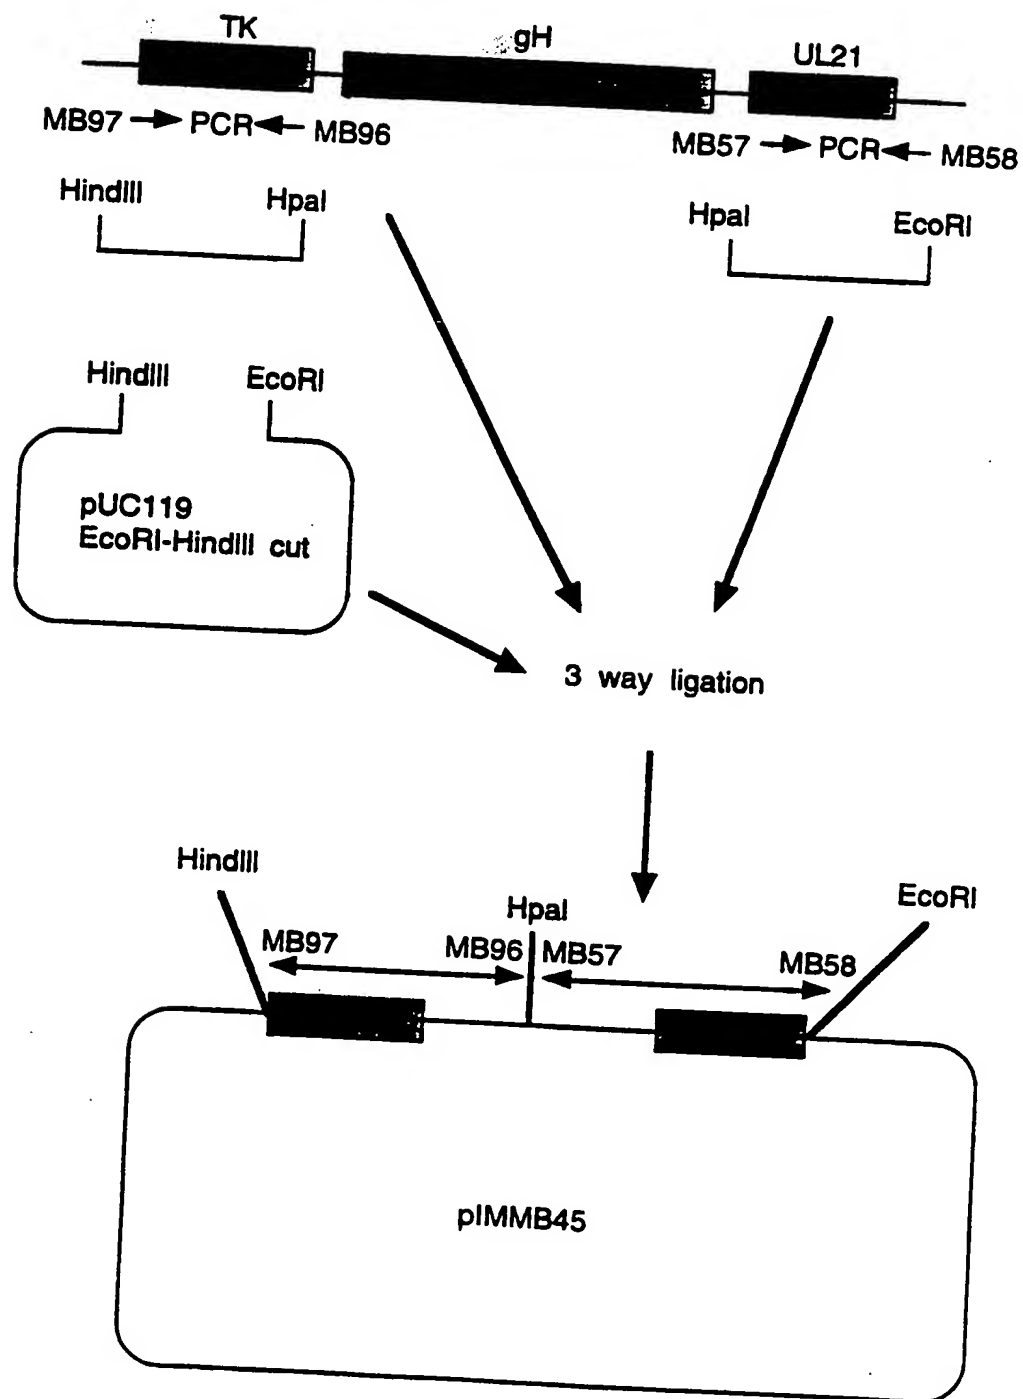 TK
gH
UL21
MB97 PCR MB96
MB57 PCR MB58
HindIII
HpaI
HpaI
EcoRI
HindIII
EcoRI
pUC119
EcoRI-HindIII cut
3 way ligation
HindIII
HpaI
EcoRI
MB97
MB96
MB57
MB58
pIMMB45